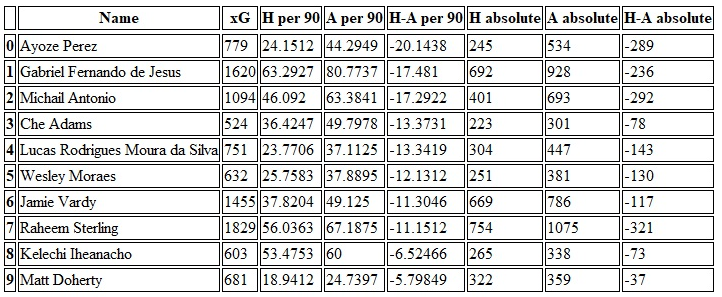 Name xG H per 90 A per 90 H-A per 90 H absolute A absolute H-A absolute
0 Ayoze Perez 779 24.1512 44.2949 -20.1438 245 534 -289
1 Gabriel Fernando de Jesus 1620 63.2927 80.7737 -17.481 692 928 -236
2 Michail Antonio 1094 46.092 63.3841 -17.2922 401 693 -292
3 Che Adams 524 36.4247 49.7978 -13.3731 223 301 -78
4 Lucas Rodrigues Moura da Silva 751 23.7706 37.1125 -13.3419 304 447 -143
5 Wesley Moraes 632 25.7583 37.8895 -12.1312 251 381 -130
6 Jamie Vardy 1455 37.8204 49.125 -11.3046 669 786 -117
7 Raheem Sterling 1829 56.0363 67.1875 -11.1512 754 1075 -321
8 Kelechi Iheanacho 603 53.4753 60 -6.52466 265 338 -73
9 Matt Doherty 681 18.9412 24.7397 -5.79849 322 359 -37